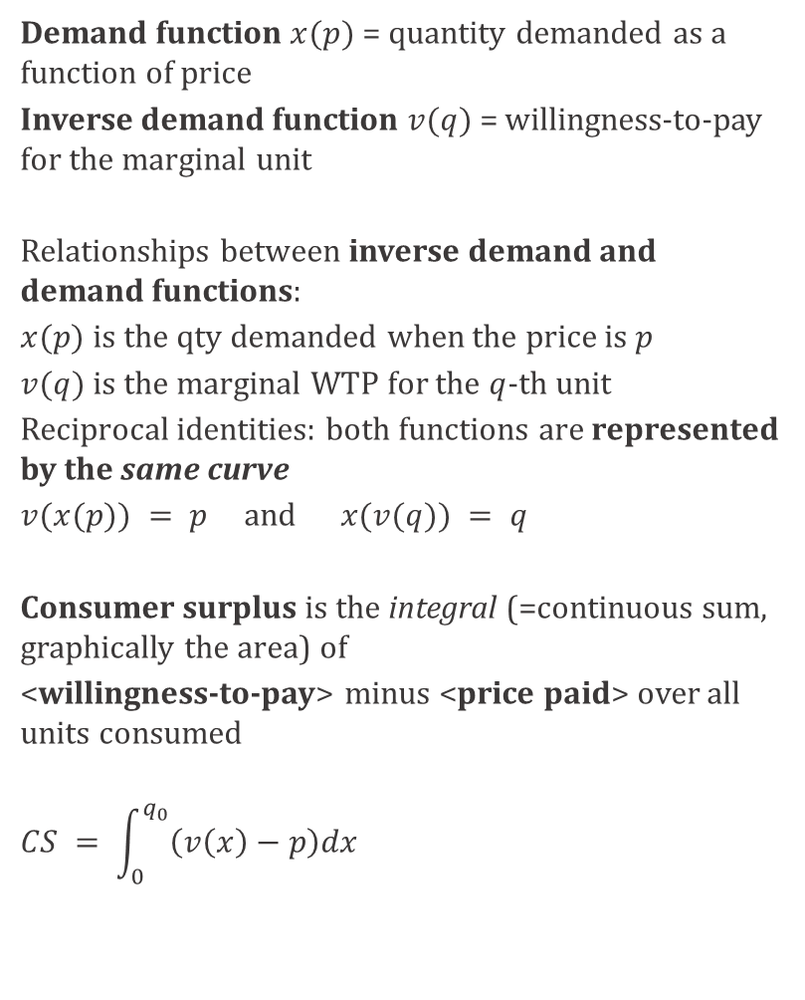 Demand function x(p) = quantity demanded as a
function of price
Inverse demand function v(q) = willingness-to-pay
for the marginal unit
Relationships between inverse demand and
demand functions:
x(p) is the qty demanded when the price is p
v(q) is the marginal WTP for the q-th unit
Reciprocal identities: both functions are represented
by the same curve
v(x(p)) = p and x(v(q)) = q
Consumer surplus is the integral (=continuous sum,
graphically the area) of
<willingness-to-pay> minus <price paid> over all
units consumed
CS = ∫₀^q₀ (v(x) − p)dx